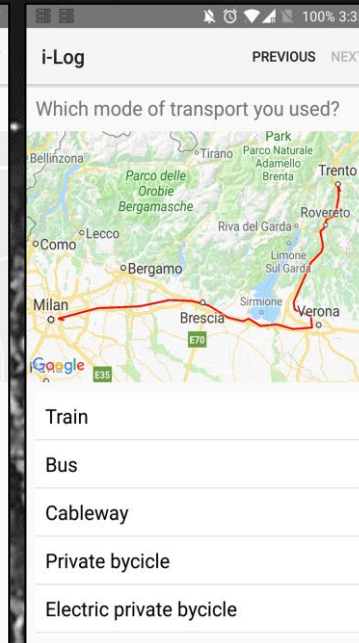 100% 3:3
i-Log
PREVIOUS NEXT
Which mode of transport you used?
Bellinzona
Tirano
Park
Parco Naturale
Adamello
Brenta
Trento
Parco delle
Orobie
Bergamasche
Rovereto
Riva del Garda
Como
Lecco
Limone
Sul Garda
Bergamo
Milan
Brescia
Sirmione
Verona
E70
Google
E35
Train
Bus
Cableway
Private bycicle
Electric private bycicle